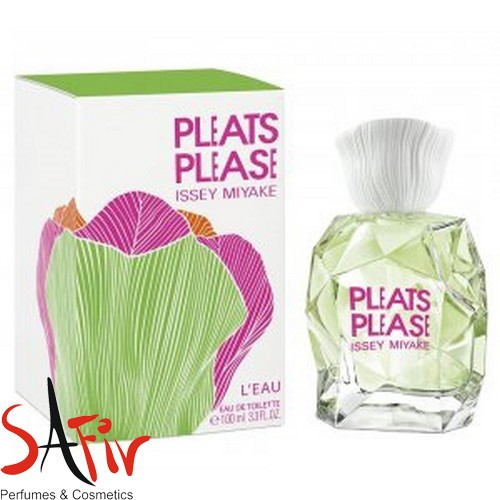 PLEATS
PLEASE
ISSEY MIYAKE
L'EAU
EAU DE TOILETTE
℮ 100 ml 3.3 FL.OZ.
PLEATS
PLEASE
ISSEY MIYAKE
SAFir
Perfumes & Cosmetics